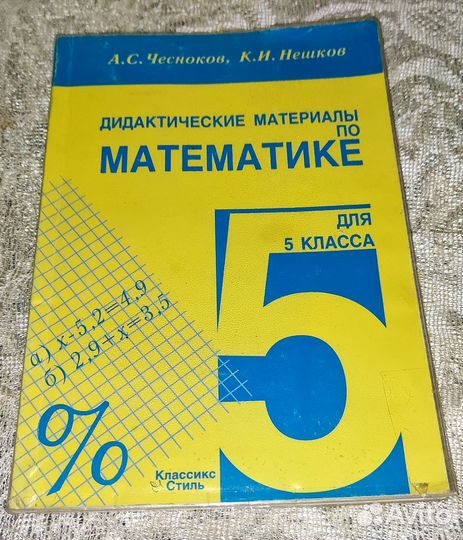 А.С. Чесноков, К.И. Нешков
ДИДАКТИЧЕСКИЕ МАТЕРИАЛЫ
ПО
МАТЕМАТИКЕ
ДЛЯ
5 КЛАССА
5
а) х-5,2=4,9
б) 2,9+х=3,5
%
Классикс
Стиль
Avito